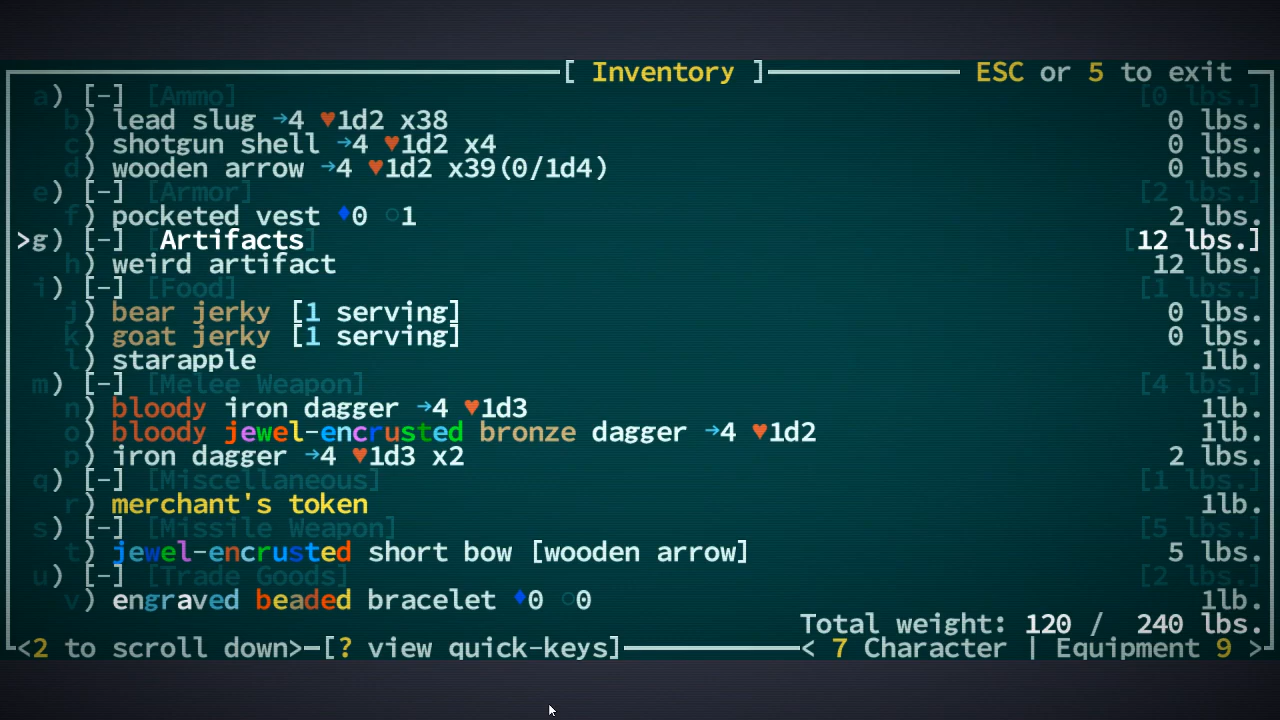 [ Inventory ] ESC or 5 to exit
a) [-] [Ammo] [0 lbs.]
b) lead slug →4 ♥1d2 x38 0 lbs.
c) shotgun shell →4 ♥1d2 x4 0 lbs.
d) wooden arrow →4 ♥1d2 x39(0/1d4) 0 lbs.
e) [-] [Armor] [2 lbs.]
f) pocketed vest ♦0 ○1 2 lbs.
>g) [-] [Artifacts] [12 lbs.]
h) weird artifact 12 lbs.
i) [-] [Food] [1 lbs.]
j) bear jerky [1 serving] 0 lbs.
k) goat jerky [1 serving] 0 lbs.
l) starapple 1lb.
m) [-] [Melee Weapon] [4 lbs.]
n) bloody iron dagger →4 ♥1d3 1lb.
o) bloody jewel-encrusted bronze dagger →4 ♥1d2 1lb.
p) iron dagger →4 ♥1d3 x2 2 lbs.
q) [-] [Miscellaneous] [1 lbs.]
r) merchant's token 1lb.
s) [-] [Missile Weapon] [5 lbs.]
t) jewel-encrusted short bow [wooden arrow] 5 lbs.
u) [-] [Trade Goods] [2 lbs.]
v) engraved beaded bracelet ♦0 ○0 1lb.
Total weight: 120 / 240 lbs.
<2 to scroll down> [? view quick-keys] < 7 Character | Equipment 9 >